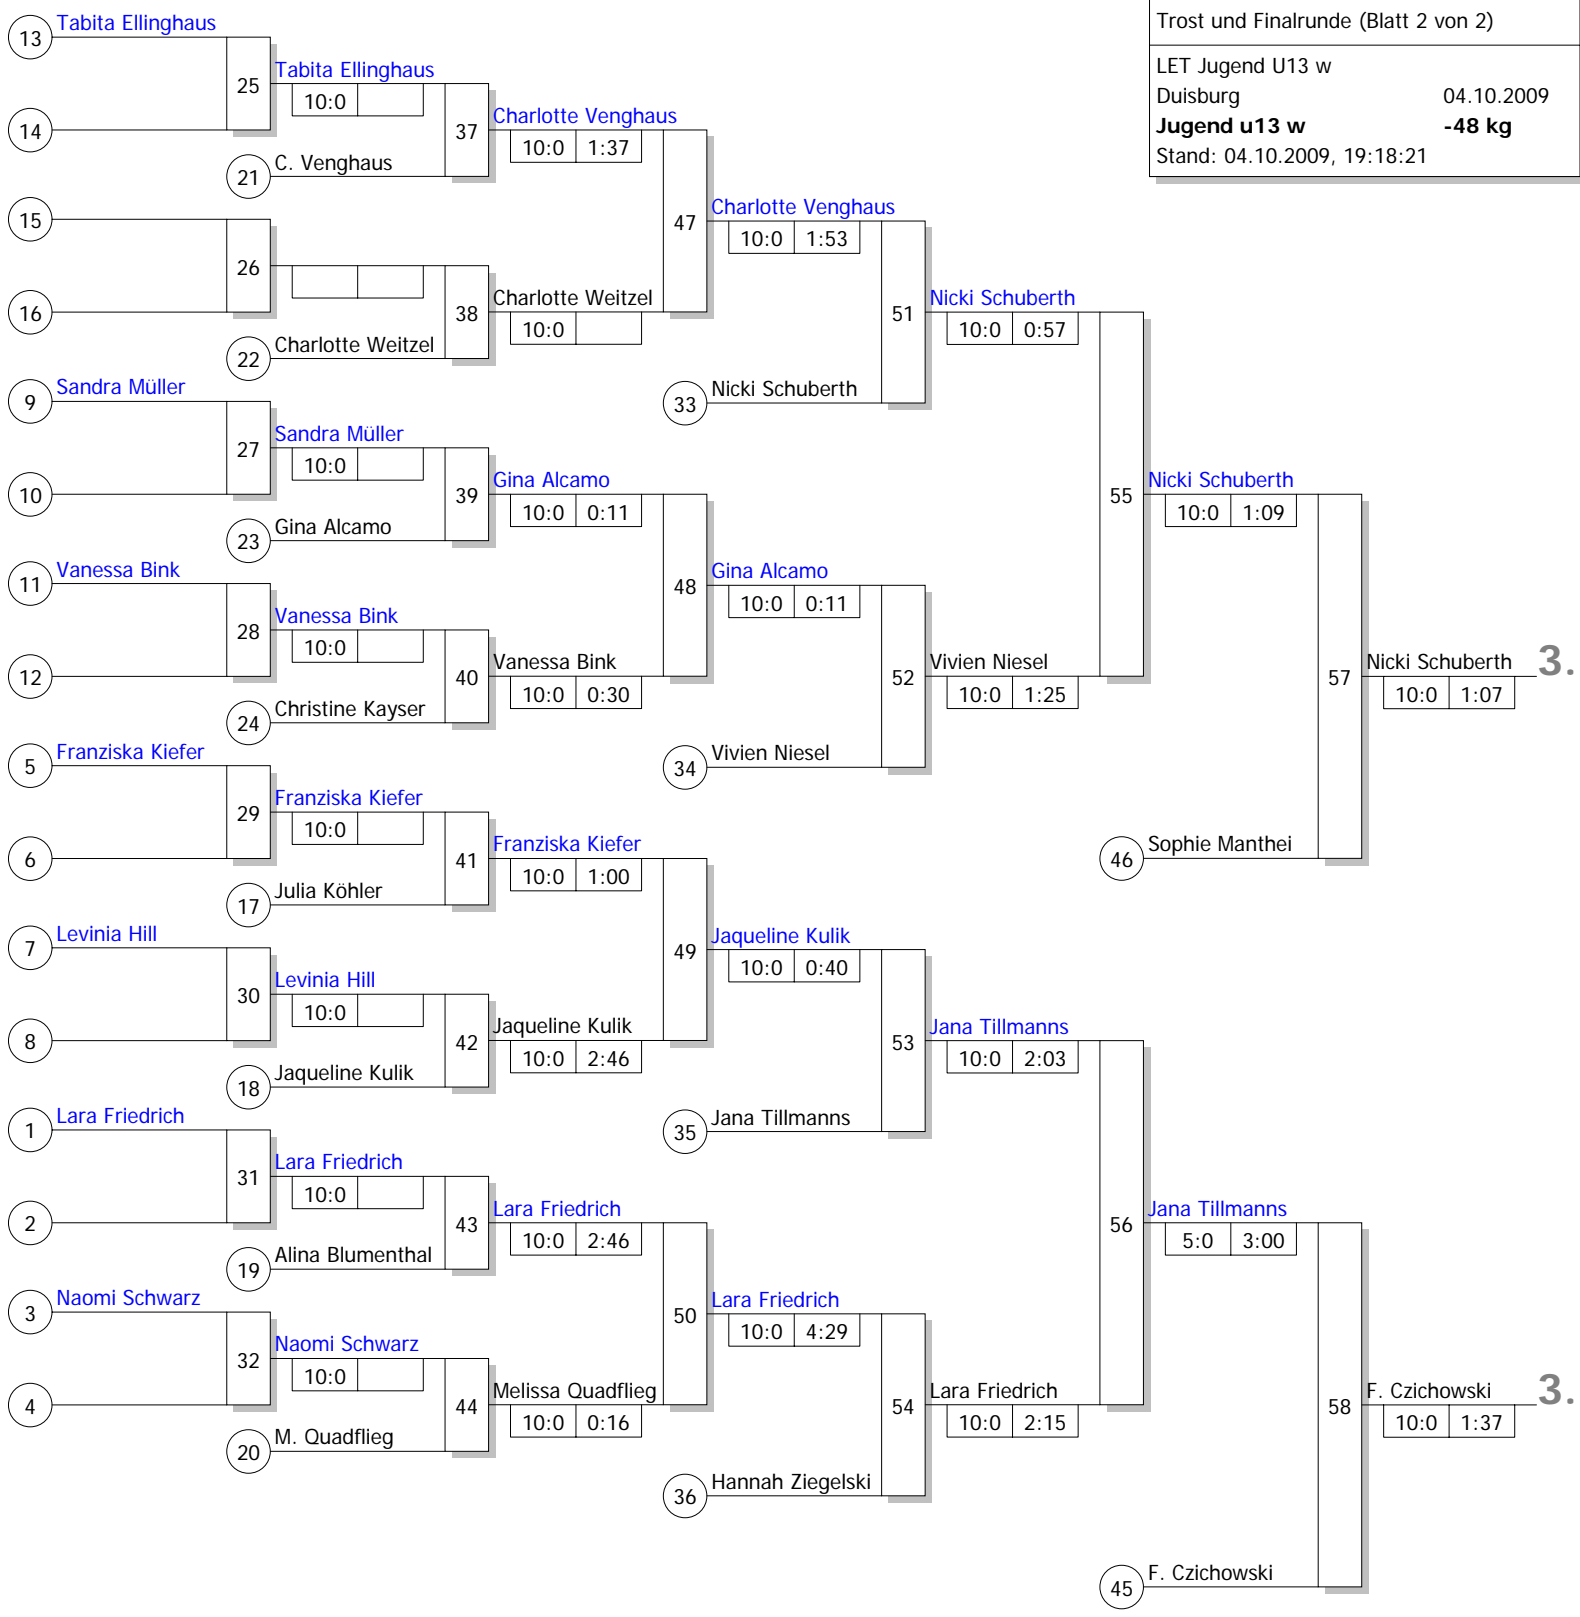 Trost und Finalrunde (Blatt 2 von 2)
LET Jugend U13 w
Duisburg 04.10.2009
Jugend u13 w -48 kg
Stand: 04.10.2009, 19:18:21
13 Tabita Ellinghaus
25 Tabita Ellinghaus
10:0
14
37 Charlotte Venghaus
10:0 1:37
21 C. Venghaus
15
47 Charlotte Venghaus
10:0 1:53
26
16
38 Charlotte Weitzel
10:0
22 Charlotte Weitzel
51 Nicki Schuberth
10:0 0:57
33 Nicki Schuberth
9 Sandra Müller
27 Sandra Müller
10:0
10
39 Gina Alcamo
10:0 0:11
23 Gina Alcamo
55 Nicki Schuberth
10:0 1:09
11 Vanessa Bink
48 Gina Alcamo
10:0 0:11
28 Vanessa Bink
10:0
12
40 Vanessa Bink
10:0 0:30
24 Christine Kayser
52 Vivien Niesel
10:0 1:25
34 Vivien Niesel
57 Nicki Schuberth 3.
10:0 1:07
5 Franziska Kiefer
29 Franziska Kiefer
10:0
6
41 Franziska Kiefer
10:0 1:00
17 Julia Köhler
46 Sophie Manthei
7 Levinia Hill
49 Jaqueline Kulik
10:0 0:40
30 Levinia Hill
10:0
8
42 Jaqueline Kulik
10:0 2:46
18 Jaqueline Kulik
53 Jana Tillmanns
10:0 2:03
35 Jana Tillmanns
1 Lara Friedrich
31 Lara Friedrich
10:0
2
43 Lara Friedrich
10:0 2:46
19 Alina Blumenthal
56 Jana Tillmanns
5:0 3:00
3 Naomi Schwarz
50 Lara Friedrich
10:0 4:29
32 Naomi Schwarz
10:0
4
44 Melissa Quadflieg
10:0 0:16
20 M. Quadflieg
54 Lara Friedrich
10:0 2:15
36 Hannah Ziegelski
58 F. Czichowski 3.
10:0 1:37
45 F. Czichowski